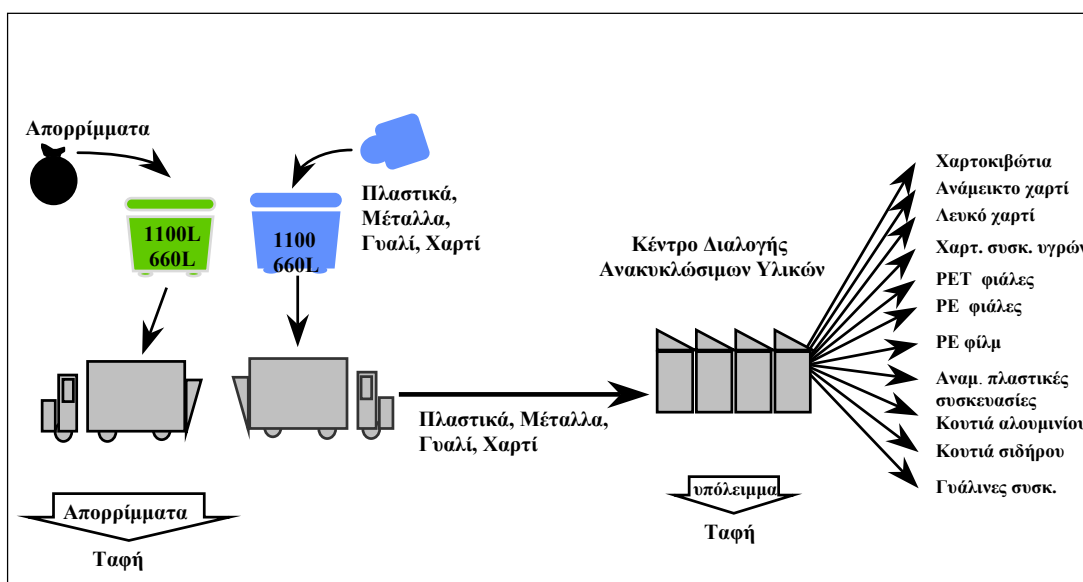 Απορρίμματα
1100L
660L
1100
660L
Πλαστικά,
Μέταλλα,
Γυαλί, Χαρτί
Πλαστικά, Μέταλλα,
Γυαλί, Χαρτί
Απορρίμματα
Ταφή
Κέντρο Διαλογής
Ανακυκλώσιμων Υλικών
υπόλειμμα
Ταφή
Χαρτοκιβώτια
Ανάμεικτο χαρτί
Λευκό χαρτί
Χαρτ. συσκ. υγρών
PET φιάλες
PE φιάλες
PE φίλμ
Αναμ. πλαστικές
συσκευασίες
Κουτιά αλουμινίου
Κουτιά σιδήρου
Γυάλινες συσκ.